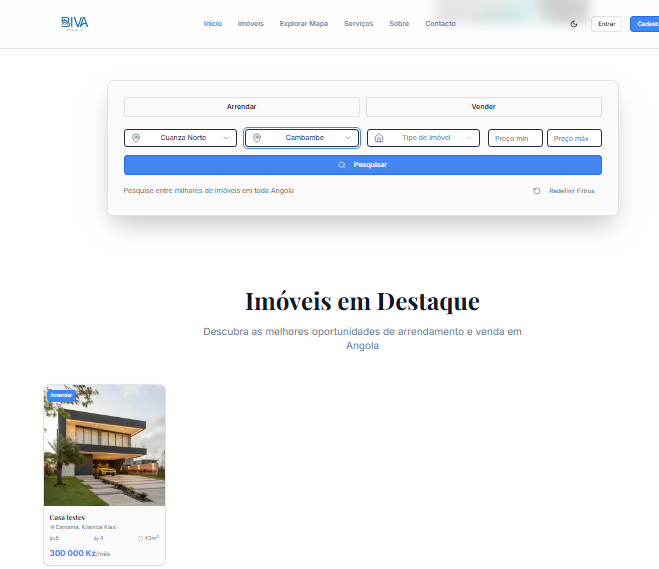 BIVA
Início Imóveis Explorar Mapa Serviços Sobre Contacto Entrar
Arrendar Vender
Cuanza Norte Cambambe Tipo de Imóvel Preço min Preço máx
Pesquisar
Pesquise entre milhares de imóveis em toda Angola Redefinir Filtros
Imóveis em Destaque
Descubra as melhores oportunidades de arrendamento e venda em
Angola
Arrendar
Casa testes
Camama, Kilamba Kiaxi
5 4 43m²
300 000 Kz/mês